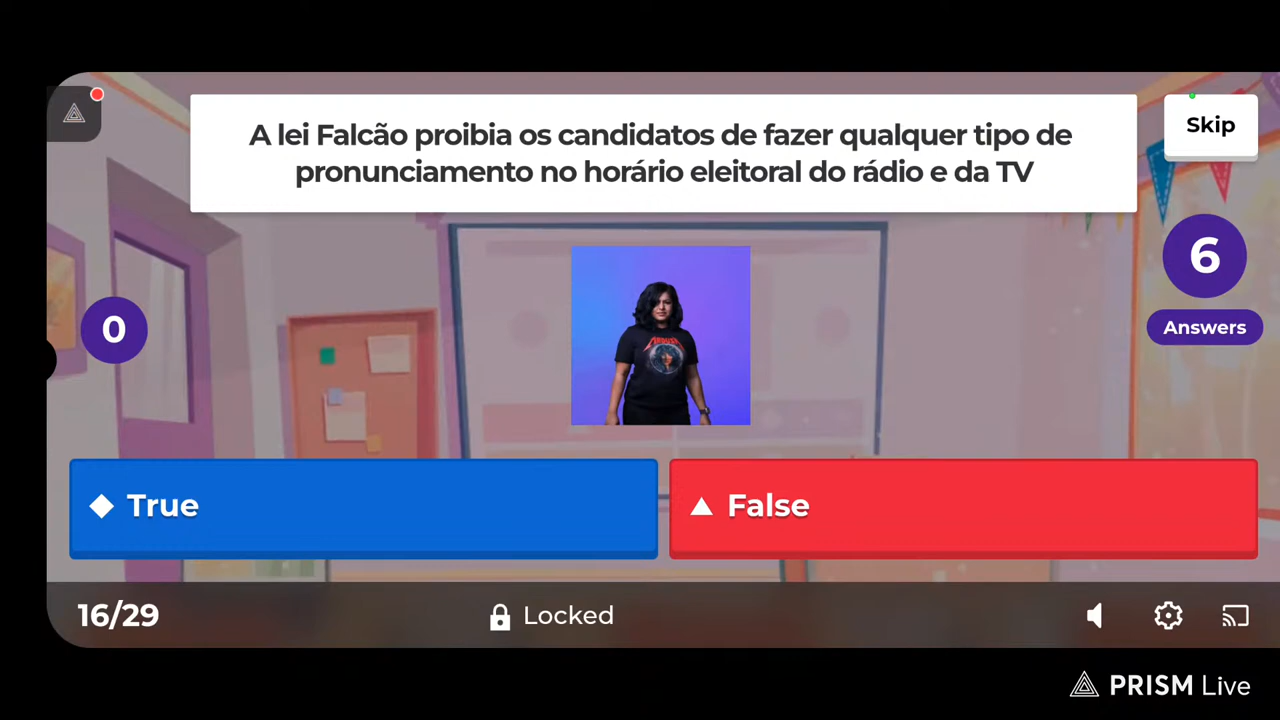 A lei Falcão proibia os candidatos de fazer qualquer tipo de
pronunciamento no horário eleitoral do rádio e da TV
Skip
6
Answers
0
True
False
16/29
Locked
PRISM Live